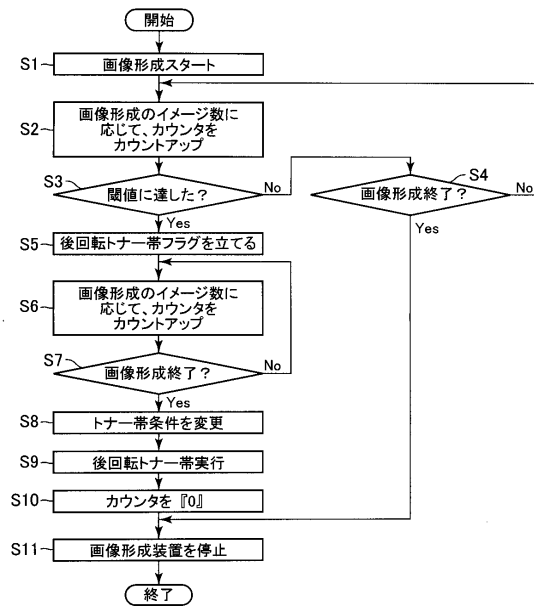 開始
S1
画像形成スタート
S2
画像形成のイメージ数に
応じて、カウンタを
カウントアップ
S3
閾値に達した?
No
S4
画像形成終了?
No
Yes
Yes
S5
後回転トナー帯フラグを立てる
S6
画像形成のイメージ数に
応じて、カウンタを
カウントアップ
S7
画像形成終了?
No
Yes
S8
トナー帯条件を変更
S9
後回転トナー帯実行
S10
カウンタを『0』
S11
画像形成装置を停止
終了